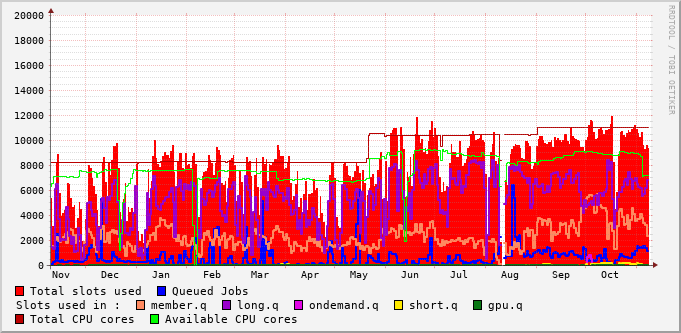 20000
18000
16000
14000
12000
10000
8000
6000
4000
2000
0
Nov Dec Jan Feb Mar Apr May Jun Jul Aug Sep Oct
RRDTOOL / TOBI OETIKER
Total slots used Queued Jobs
Slots used in : member.q long.q ondemand.q short.q gpu.q
Total CPU cores Available CPU cores